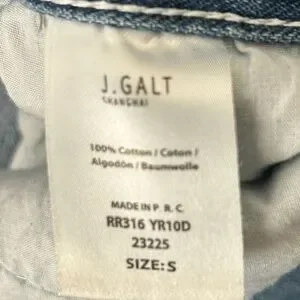 J.GALT
SHANGHAI
100% Cotton / Coton /
Algodón / Baumwolle
MADE IN P. R. C.
RR316 YR10D
23225
SIZE: S